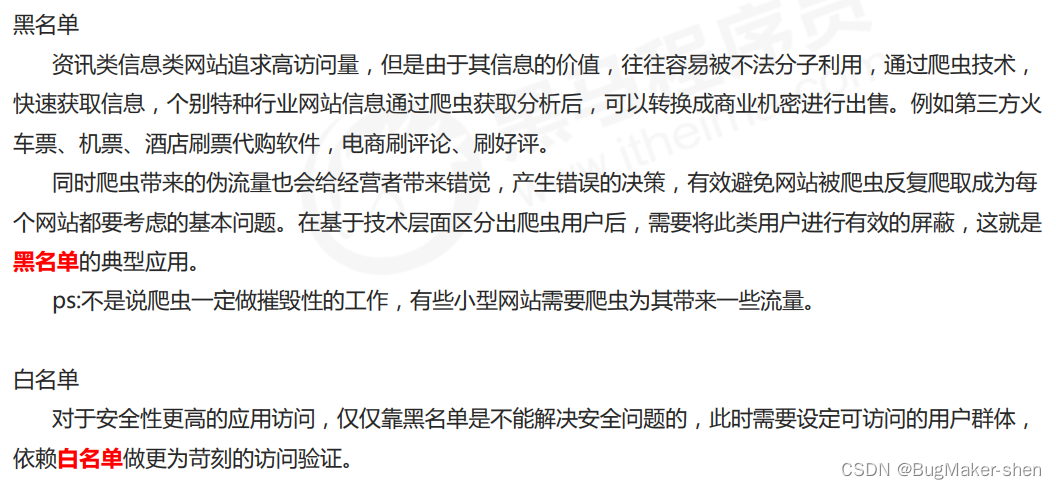 黑名单
资讯类信息类网站追求高访问量，但是由于其信息的价值，往往容易被不法分子利用，通过爬虫技术，
快速获取信息，个别特种行业网站信息通过爬虫获取分析后，可以转换成商业机密进行出售。例如第三方火
车票、机票、酒店刷票代购软件，电商刷评论、刷好评。
同时爬虫带来的伪流量也会给经营者带来错觉，产生错误的决策，有效避免网站被爬虫反复爬取成为每
个网站都要考虑的基本问题。在基于技术层面区分出爬虫用户后，需要将此类用户进行有效的屏蔽，这就是
黑名单的典型应用。
ps:不是说爬虫一定做摧毁性的工作，有些小型网站需要爬虫为其带来一些流量。
白名单
对于安全性更高的应用访问，仅仅靠黑名单是不能解决安全问题的，此时需要设定可访问的用户群体，
依赖白名单做更为苛刻的访问验证。
黑马程序员
www.itheima.com
CSDN @BugMaker-shen